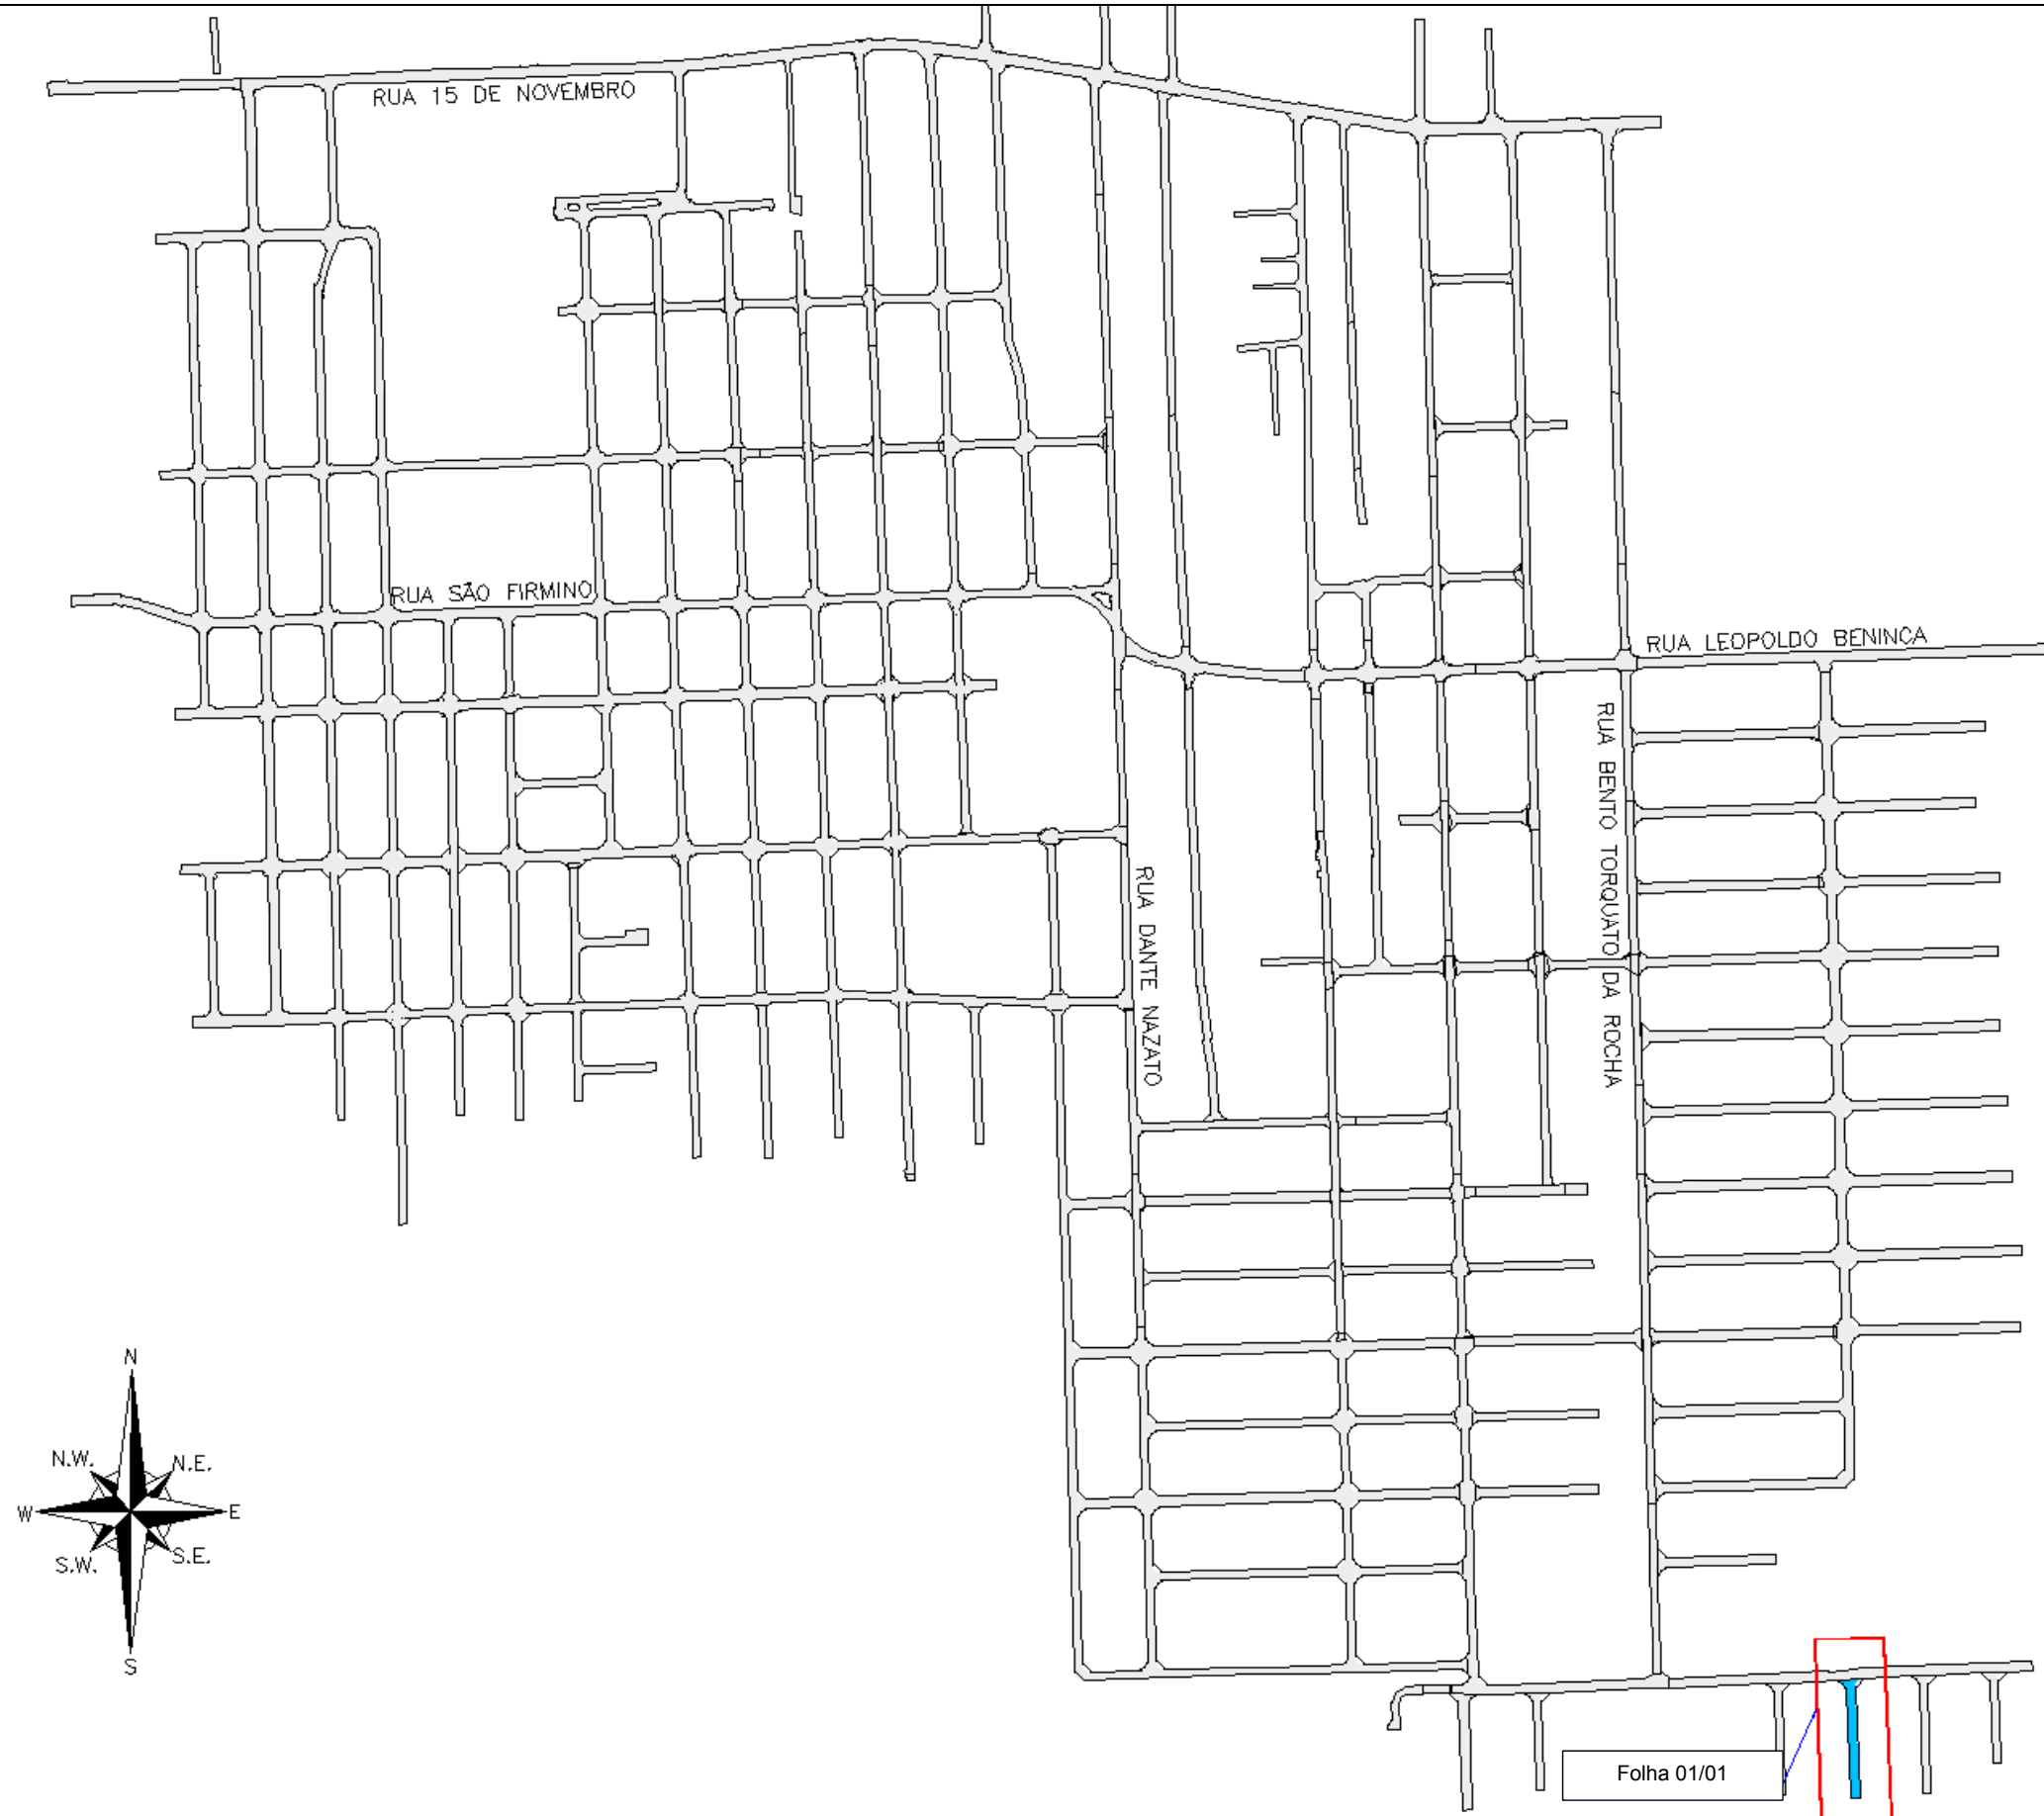 RUA 15 DE NOVEMBRO
RUA SÃO FIRMINO
RUA LEOPOLDO BENINCA
RUA BENTO TORQUATO DA ROCHA
RUA DANTE NAZATO
N
N.W.
N.E.
W
E
S.W.
S.E.
S
Folha 01/01